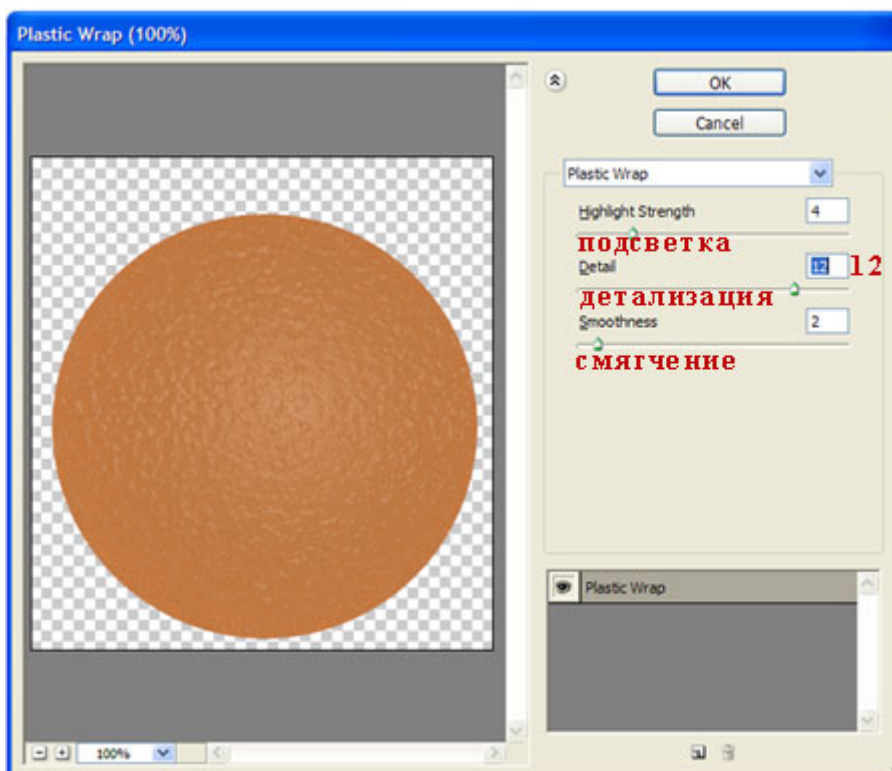 Plastic Wrap (100%)
OK
Cancel
Plastic Wrap
Highlight Strength 4
подсветка
Detail 12 12
детализация
Smoothness 2
смягчение
Plastic Wrap
100%